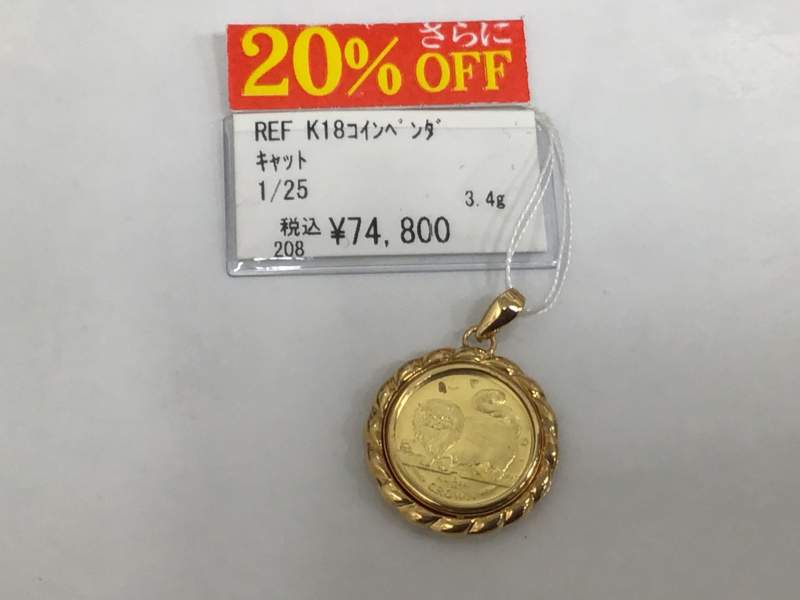 さらに
20% OFF
REF K18ｺｲﾝﾍﾟﾝﾀﾞ
ｷｬｯﾄ
1/25
3.4g
税込 ¥74,800
208
CROWN